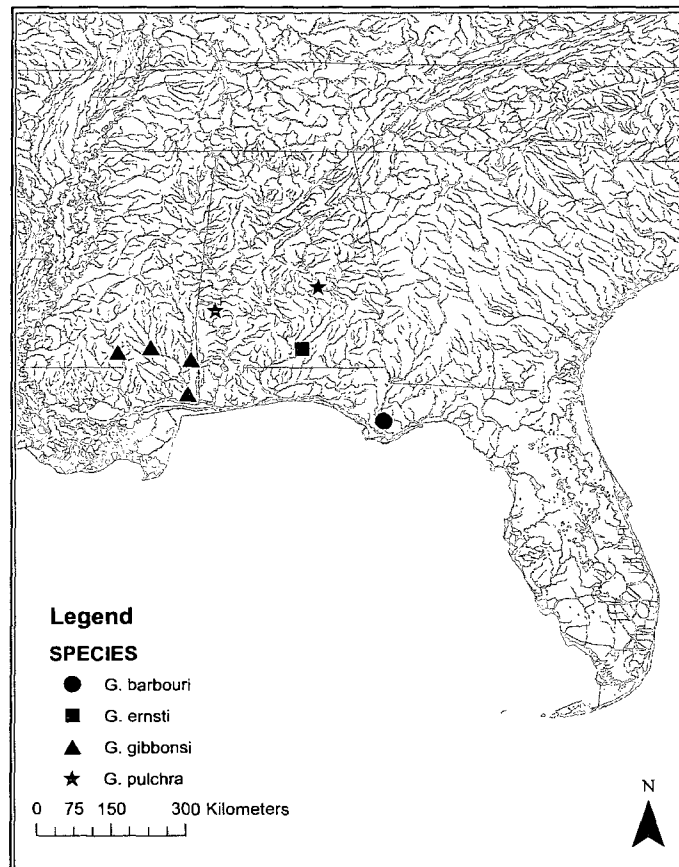 Legend
SPECIES
G. barbouri
G. ernsti
G. gibbonsi
G. pulchra
0 75 150 300 Kilometers
N